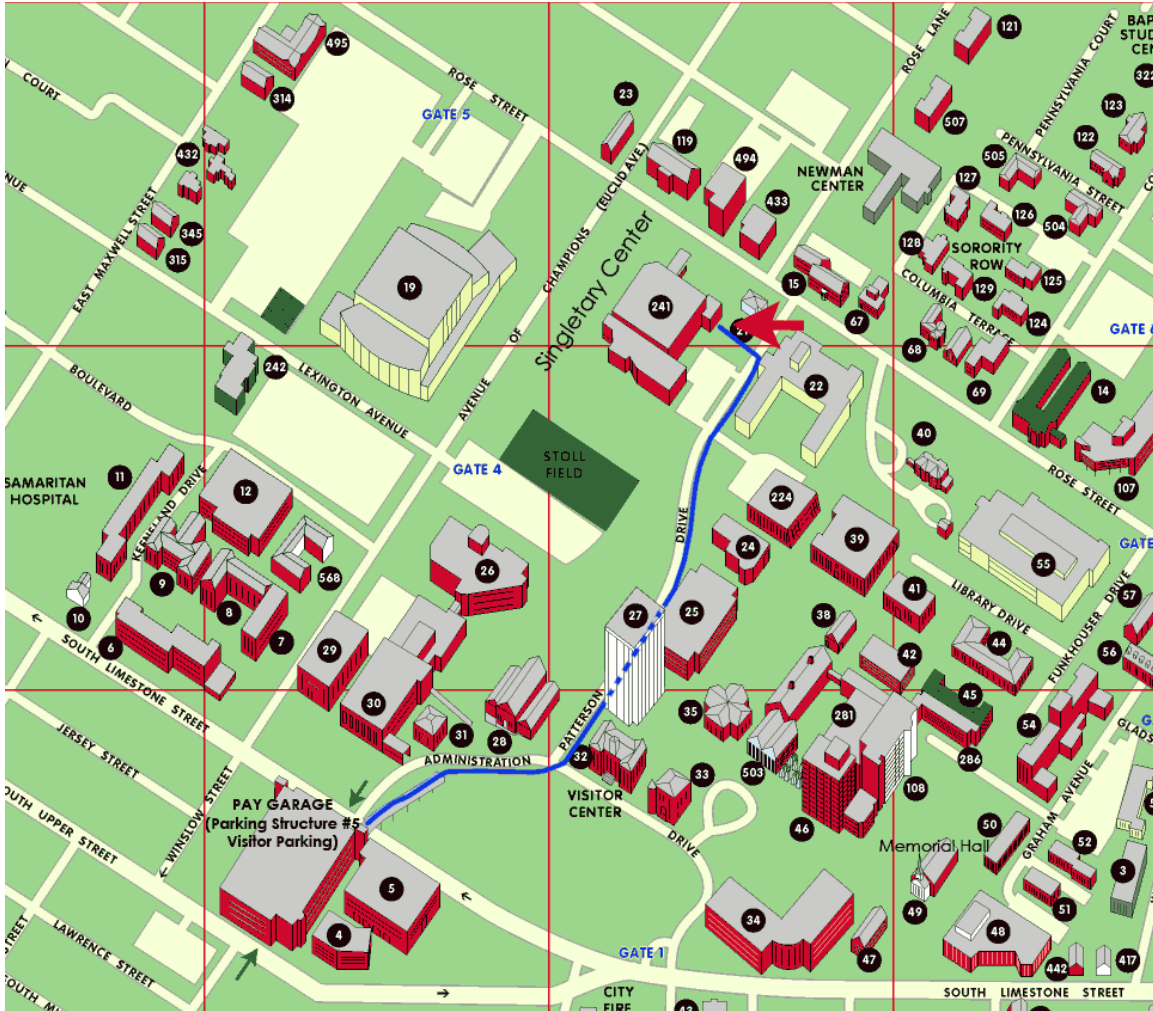 495
314
ROSE STREET
GATE 5
23
119
494
433
ROSE LANE
121
507
NEWMAN
CENTER
PENNSYLVANIA COURT
BAP
STUD
CEN
322
123
122
505
PENNSYLVANIA STREET
127
126
504
128
SORORITY
ROW
125
129
124
COLUMBIA TERRACE
GATE 6
COURT
432
345
315
EAST MAXWELL STREET
19
AVENUE OF CHAMPIONS (EUCLID AVE.)
Singletary Center
241
15
67
68
69
14
107
22
40
ROSE STREET
242
LEXINGTON AVENUE
BOULEVARD
GATE 4
STOLL
FIELD
SAMARITAN
HOSPITAL
11
12
KEENELAND DRIVE
9
568
8
7
10
6
SOUTH LIMESTONE STREET
29
30
26
31
28
224
24
39
25
27
PATTERSON DRIVE
55
GATE
41
LIBRARY DRIVE
FUNKHOUSER DRIVE
57
56
38
42
44
45
286
54
GLADS
35
281
503
108
46
32
33
VISITOR
CENTER
ADMINISTRATION DRIVE
JERSEY STREET
SOUTH UPPER STREET
WINSLOW STREET
PAY GARAGE
(Parking Structure #5
Visitor Parking)
5
4
LAWRENCE STREET
Memorial Hall
50
GRAHAM AVENUE
52
3
51
49
48
34
47
442
417
GATE 1
CITY
FIRE
43
SOUTH LIMESTONE STREET